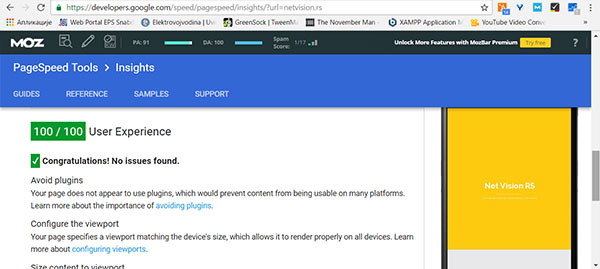 https://developers.google.com/speed/pagespeed/insights/?url=netvision.rs
Апликације Web Portal EPS Snabde Elektrovojvodina | Uvi GreenSock | TweenMa The November Man - C XAMPP Application M YouTube Video Conver
MOZ PA: 91 DA: 100 Spam Score: 1/17 Unlock More Features with MozBar Premium Try free ?
PageSpeed Tools > Insights
GUIDES REFERENCE SAMPLES SUPPORT
100 / 100 User Experience
Congratulations! No issues found.
Avoid plugins
Your page does not appear to use plugins, which would prevent content from being usable on many platforms.
Learn more about the importance of avoiding plugins.
Configure the viewport
Your page specifies a viewport matching the device's size, which allows it to render properly on all devices. Learn
more about configuring viewports.
Size content to viewport
Net Vision RS